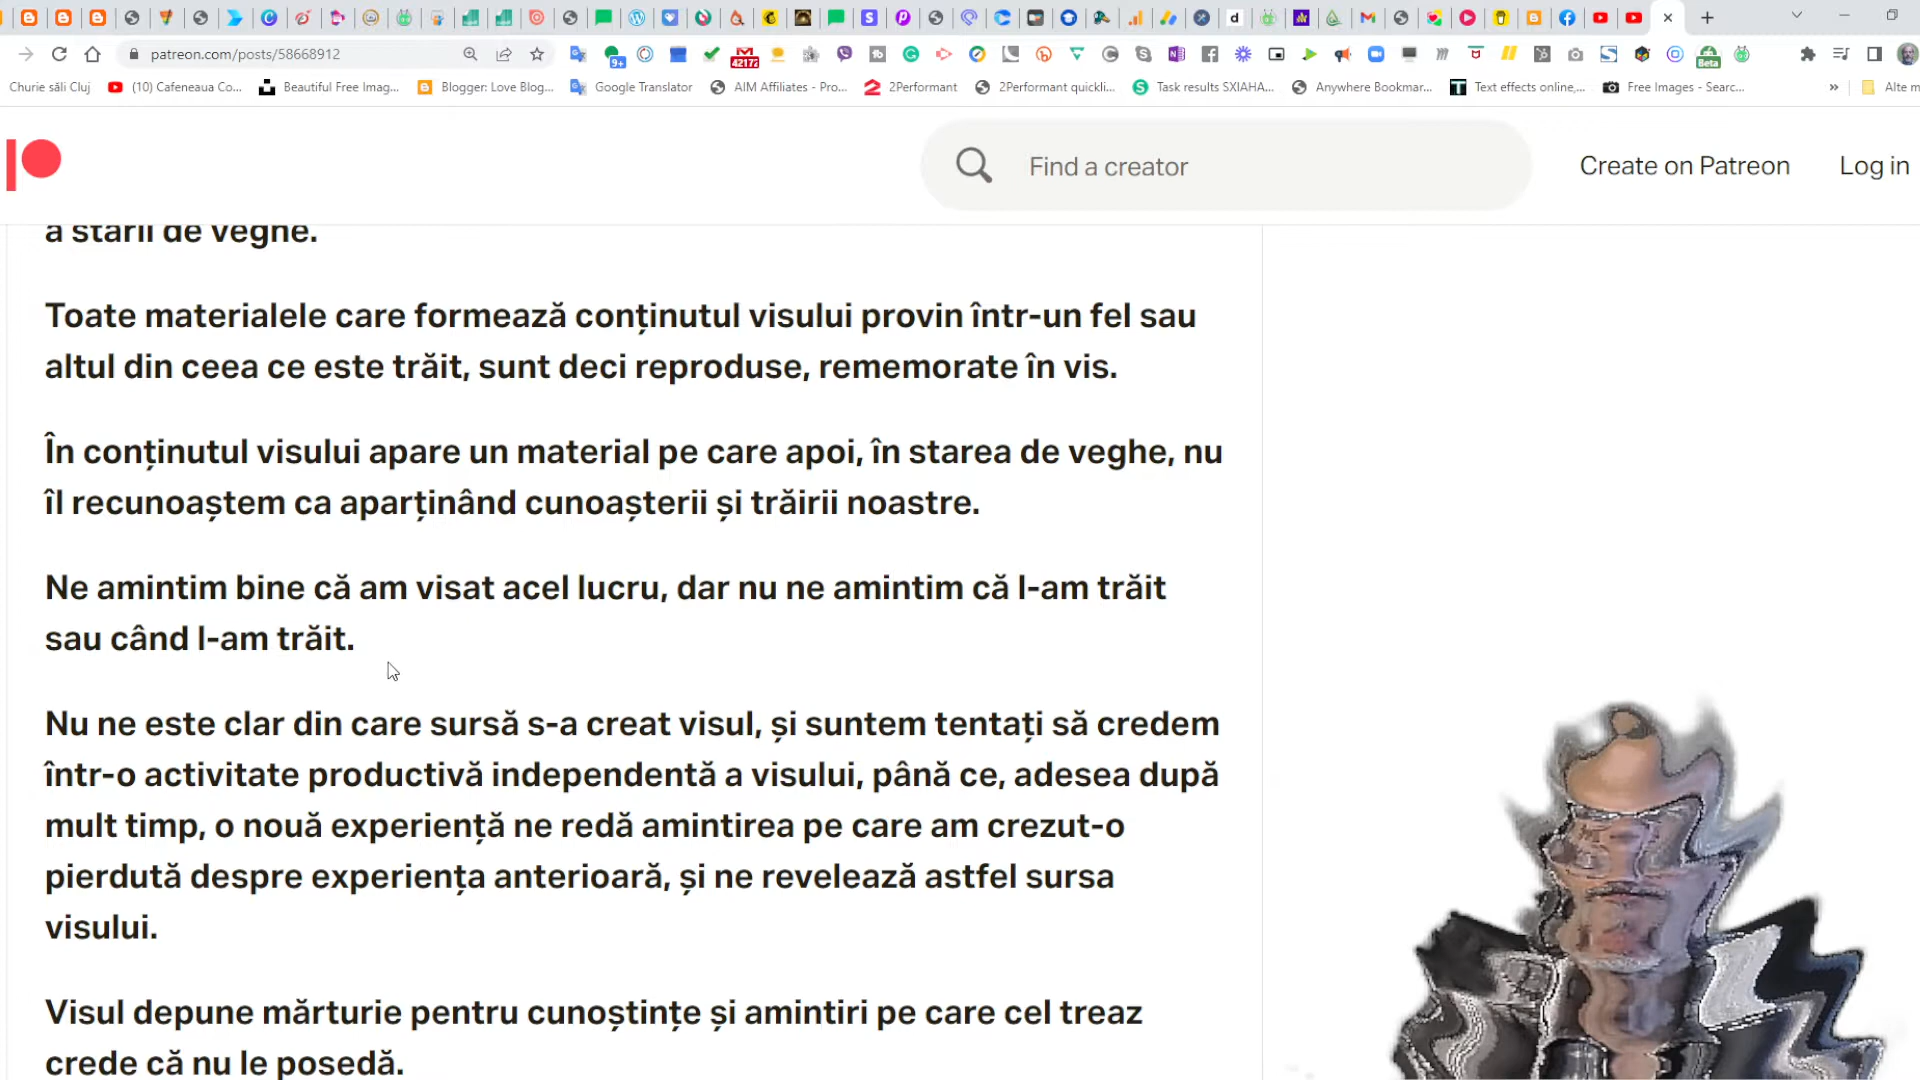 patreon.com/posts/58668912
42173
9+
Beta
Churie săli Cluj
(10) Cafeneaua Co...
Beautiful Free Imag...
Blogger: Love Blog...
Google Translator
AIM Affiliates - Pro...
2Performant
2Performant quickli...
Task results SXIAHA...
Anywhere Bookmar...
Text effects online,...
Free Images - Searc...
»
Alte m
Find a creator
Create on Patreon
Log in
a stării de veghe.
Toate materialele care formează conținutul visului provin într-un fel sau
altul din ceea ce este trăit, sunt deci reproduse, rememorate în vis.
În conținutul visului apare un material pe care apoi, în starea de veghe, nu
îl recunoaștem ca aparținând cunoașterii și trăirii noastre.
Ne amintim bine că am visat acel lucru, dar nu ne amintim că l-am trăit
sau când l-am trăit.
Nu ne este clar din care sursă s-a creat visul, și suntem tentați să credem
într-o activitate productivă independentă a visului, până ce, adesea după
mult timp, o nouă experiență ne redă amintirea pe care am crezut-o
pierdută despre experiența anterioară, și ne revelează astfel sursa
visului.
Visul depune mărturie pentru cunoștințe și amintiri pe care cel treaz
crede că nu le posedă.